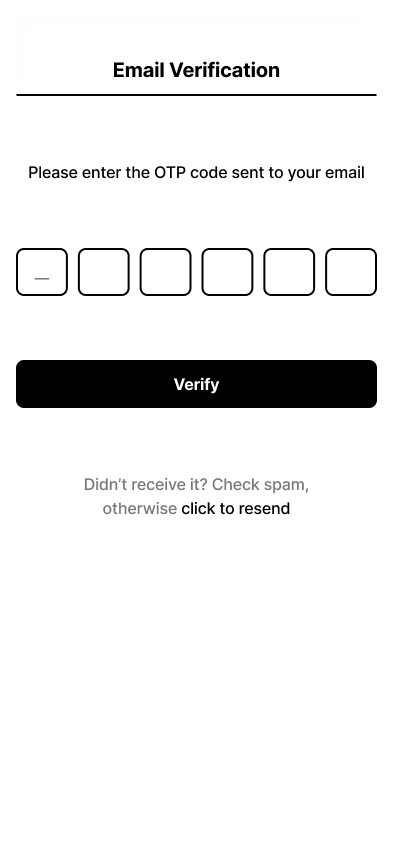 Email Verification
Please enter the OTP code sent to your email
Verify
Didn’t receive it? Check spam,
otherwise click to resend